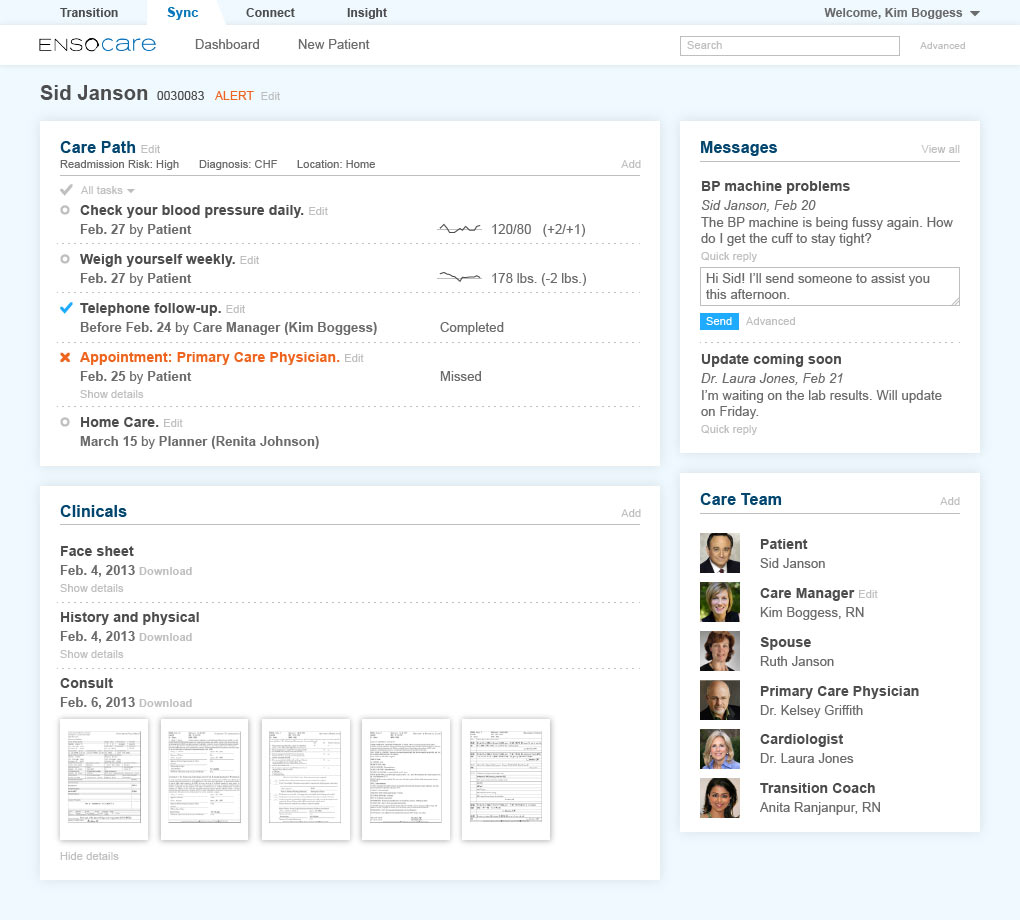 Transition Sync Connect Insight Welcome, Kim Boggess
ENSOCARE Dashboard New Patient Search Advanced
Sid Janson 0030083 ALERT Edit
Care Path Edit
Readmission Risk: High Diagnosis: CHF Location: Home Add
All tasks
Check your blood pressure daily. Edit
Feb. 27 by Patient 120/80 (+2/+1)
Weigh yourself weekly. Edit
Feb. 27 by Patient 178 lbs. (-2 lbs.)
Telephone follow-up. Edit
Before Feb. 24 by Care Manager (Kim Boggess) Completed
Appointment: Primary Care Physician. Edit
Feb. 25 by Patient Missed
Show details
Home Care. Edit
March 15 by Planner (Renita Johnson)
Clinicals Add
Face sheet
Feb. 4, 2013 Download
Show details
History and physical
Feb. 4, 2013 Download
Show details
Consult
Feb. 6, 2013 Download
Hide details
Messages View all
BP machine problems
Sid Janson, Feb 20
The BP machine is being fussy again. How
do I get the cuff to stay tight?
Quick reply
Hi Sid! I’ll send someone to assist you
this afternoon.
Send Advanced
Update coming soon
Dr. Laura Jones, Feb 21
I’m waiting on the lab results. Will update
on Friday.
Quick reply
Care Team Add
Patient
Sid Janson
Care Manager Edit
Kim Boggess, RN
Spouse
Ruth Janson
Primary Care Physician
Dr. Kelsey Griffith
Cardiologist
Dr. Laura Jones
Transition Coach
Anita Ranjanpur, RN